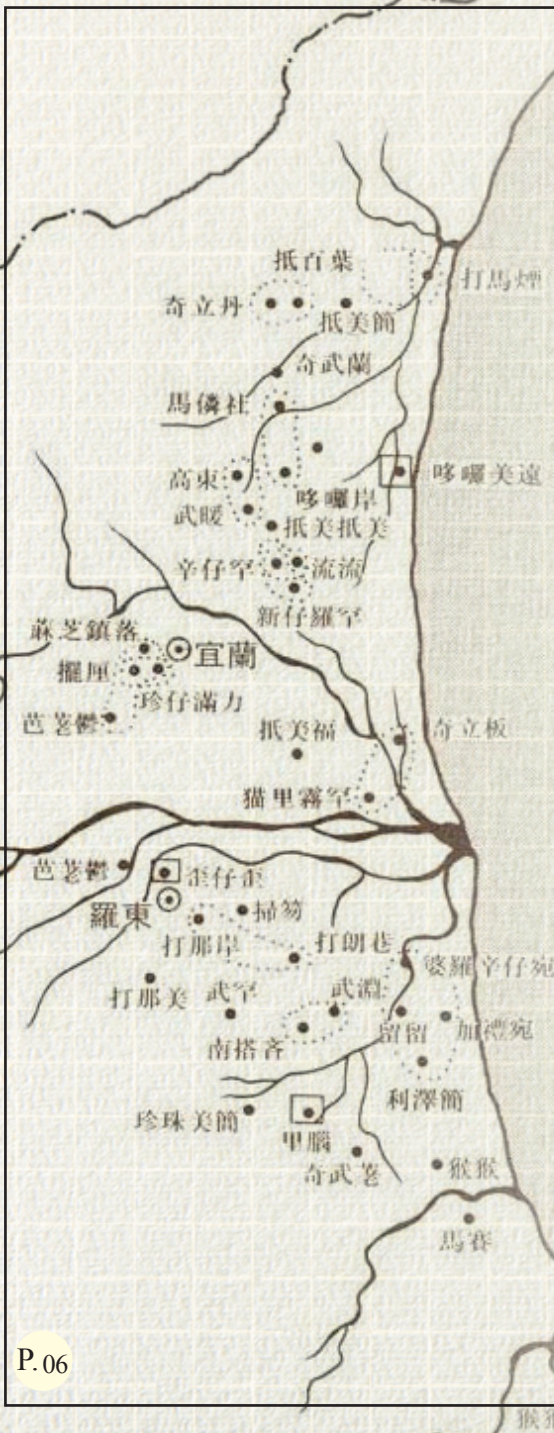 抵百葉
打馬煙
奇立丹
抵美簡
奇武蘭
馬僯社
高東
哆囉岸
哆囉美遠
武暖
抵美抵美
辛仔罕
流流
新仔羅罕
蔴芝鎮落
宜蘭
擺厘
珍仔滿力
芭荖鬱
抵美福
奇立板
猫里霧罕
芭荖鬱
歪仔歪
羅東
掃笏
打那岸
打朗巷
婆羅辛仔宛
打那美
武罕
武淵
留留
加禮宛
南搭吝
利澤簡
珍珠美簡
里腦
奇武荖
猴猴
馬賽
P. 06